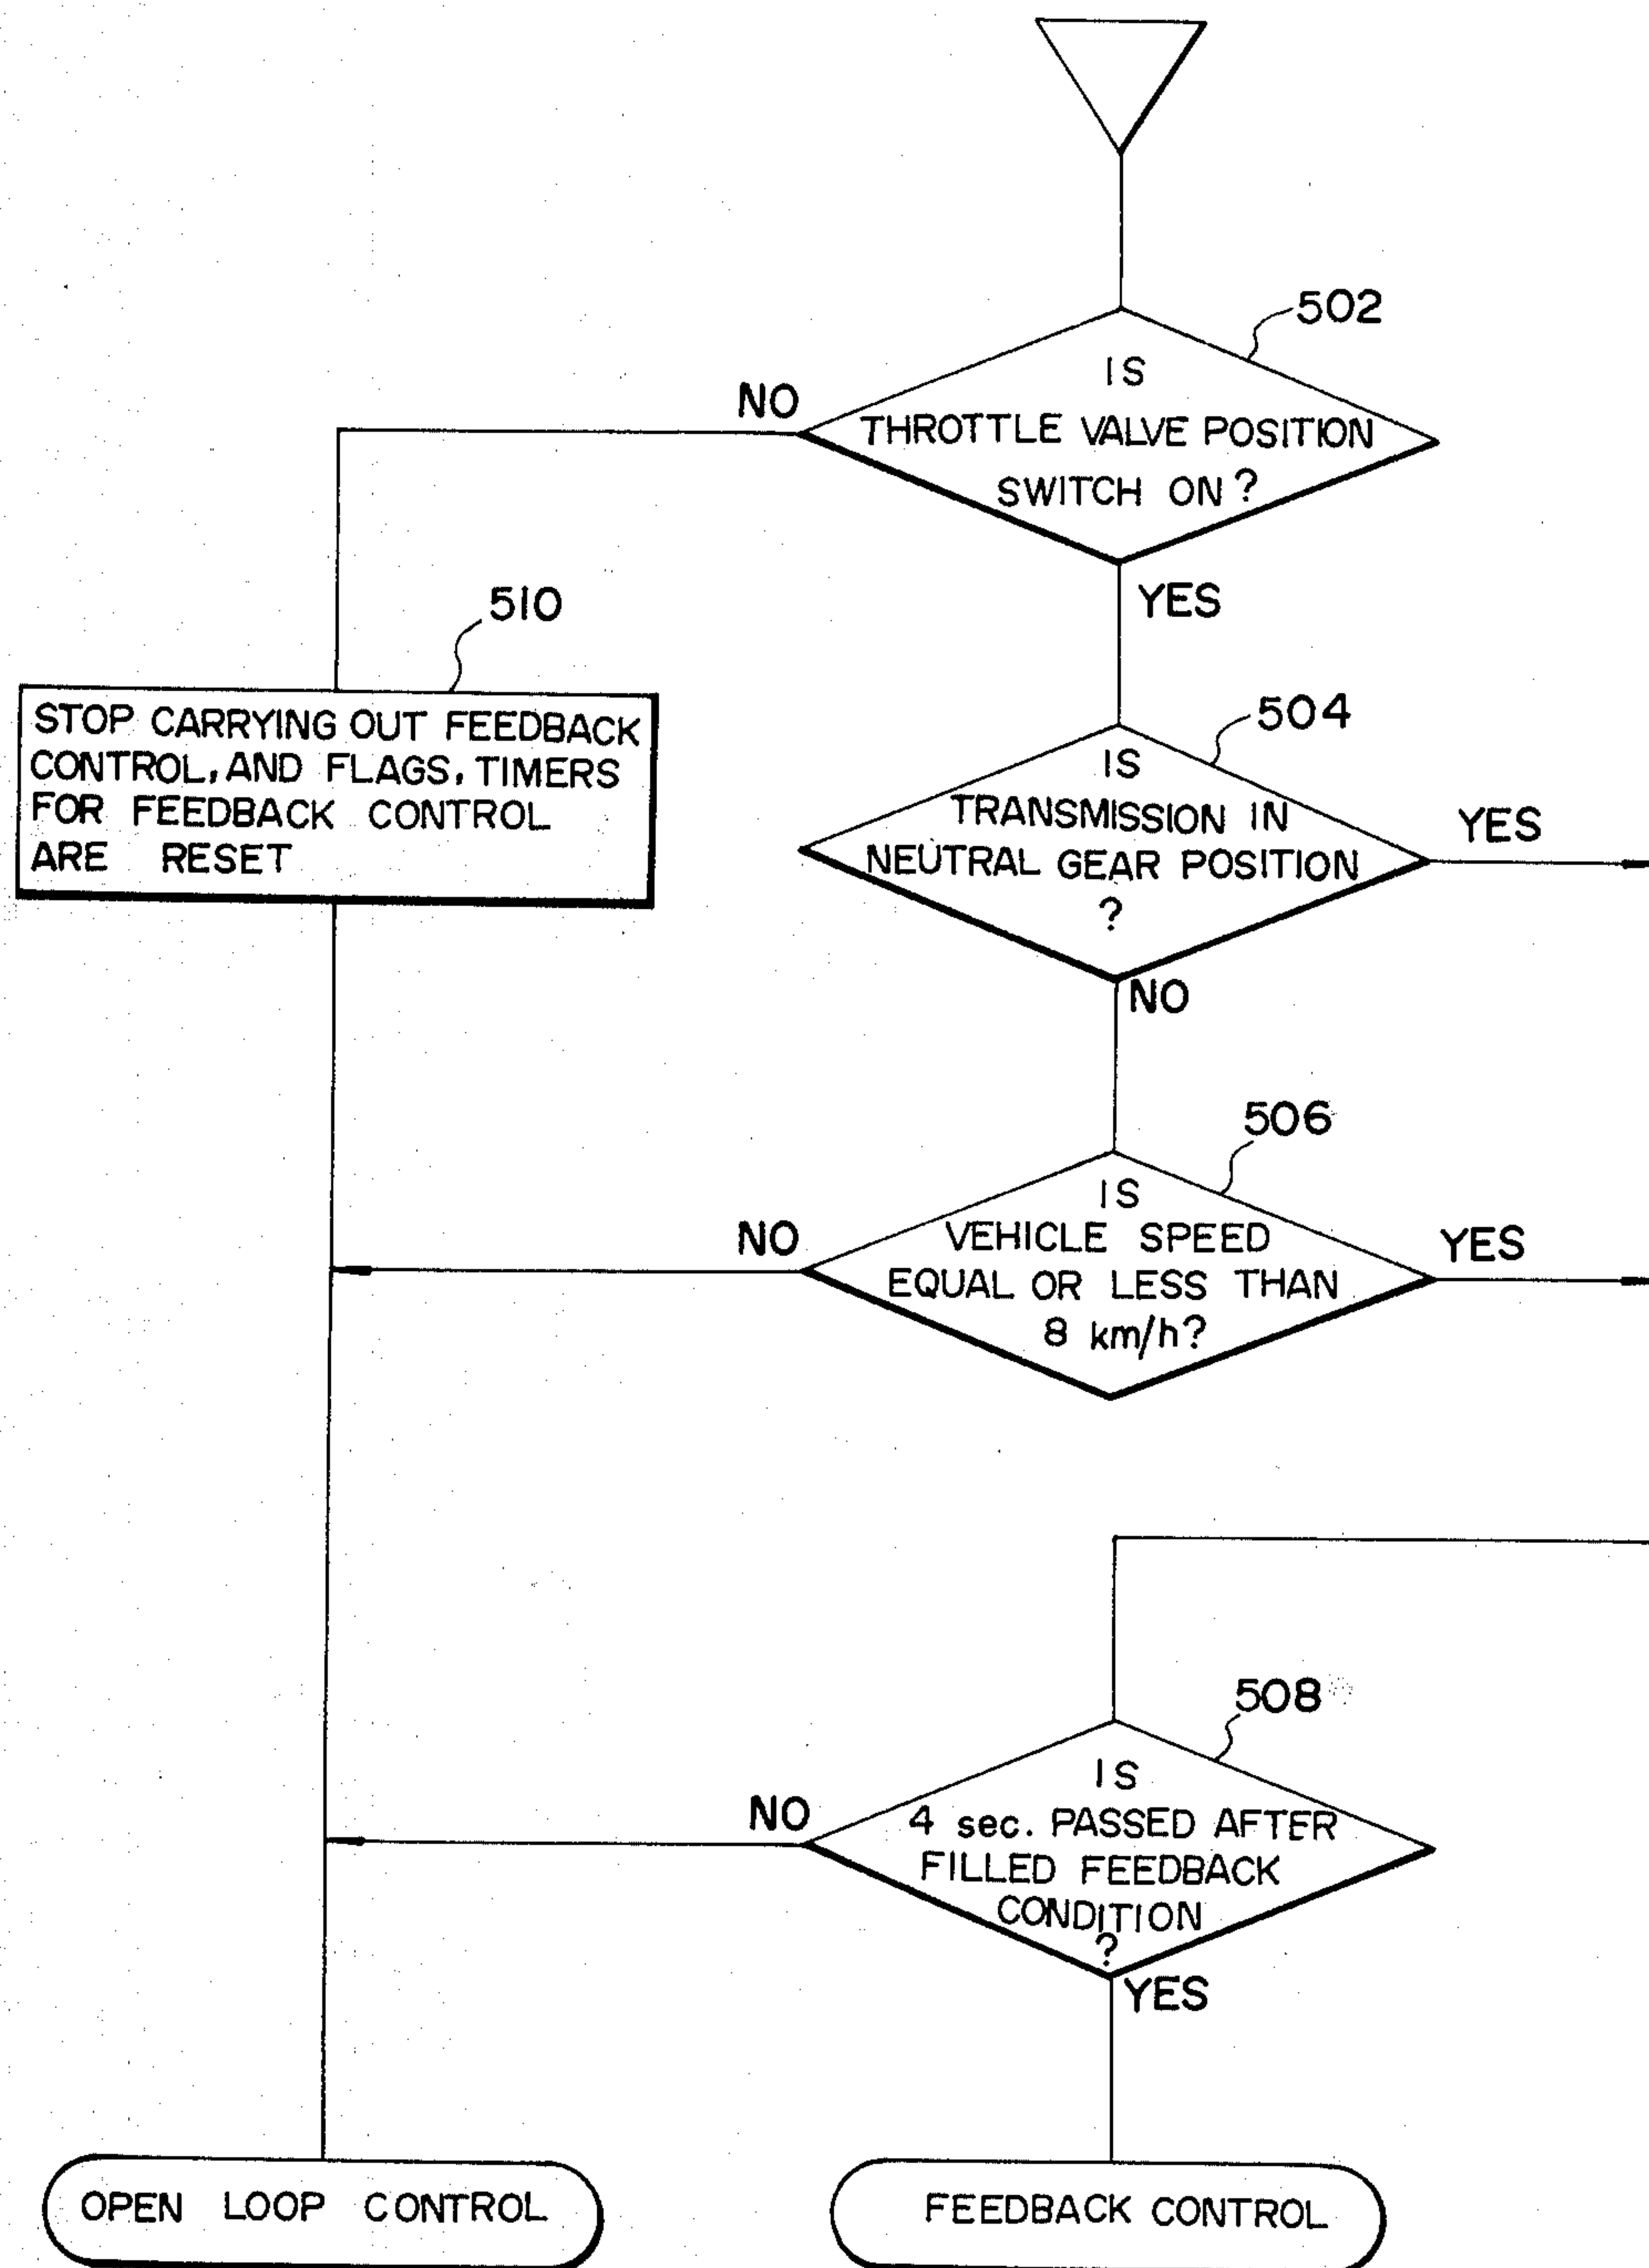 502
IS
THROTTLE VALVE POSITION
SWITCH ON?
NO
YES
510
STOP CARRYING OUT FEEDBACK
CONTROL, AND FLAGS, TIMERS
FOR FEEDBACK CONTROL
ARE RESET
504
IS
TRANSMISSION IN
NEUTRAL GEAR POSITION
?
YES
NO
506
IS
VEHICLE SPEED
EQUAL OR LESS THAN
8 km/h?
NO
YES
508
IS
4 sec. PASSED AFTER
FILLED FEEDBACK
CONDITION
?
NO
YES
OPEN LOOP CONTROL
FEEDBACK CONTROL